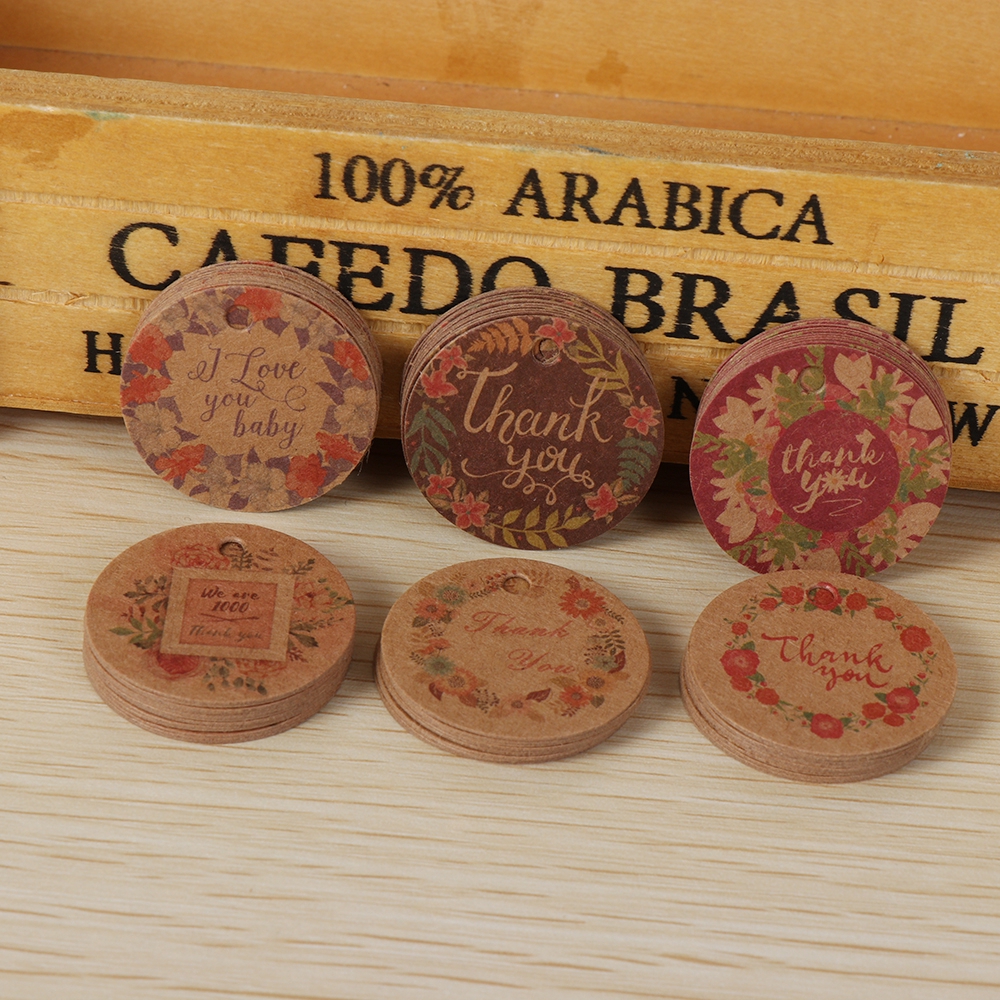 100% ARABICA
CAFEDO BRASIL
I Love
you
baby
Thank
you
thank
you
We are
1000
Thank you
Thank
You
Thank
you